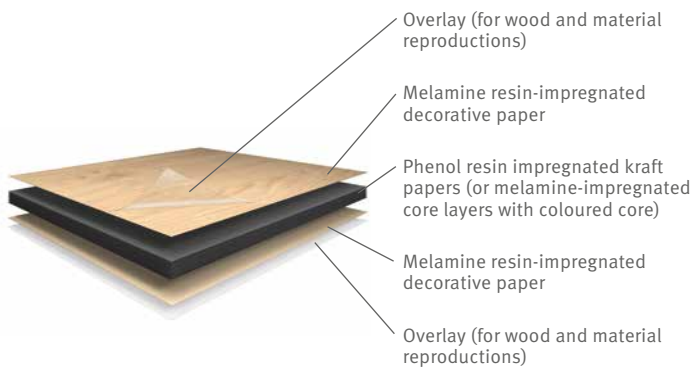 Overlay (for wood and material
reproductions)
Melamine resin-impregnated
decorative paper
Phenol resin impregnated kraft
papers (or melamine-impregnated
core layers with coloured core)
Melamine resin-impregnated
decorative paper
Overlay (for wood and material
reproductions)